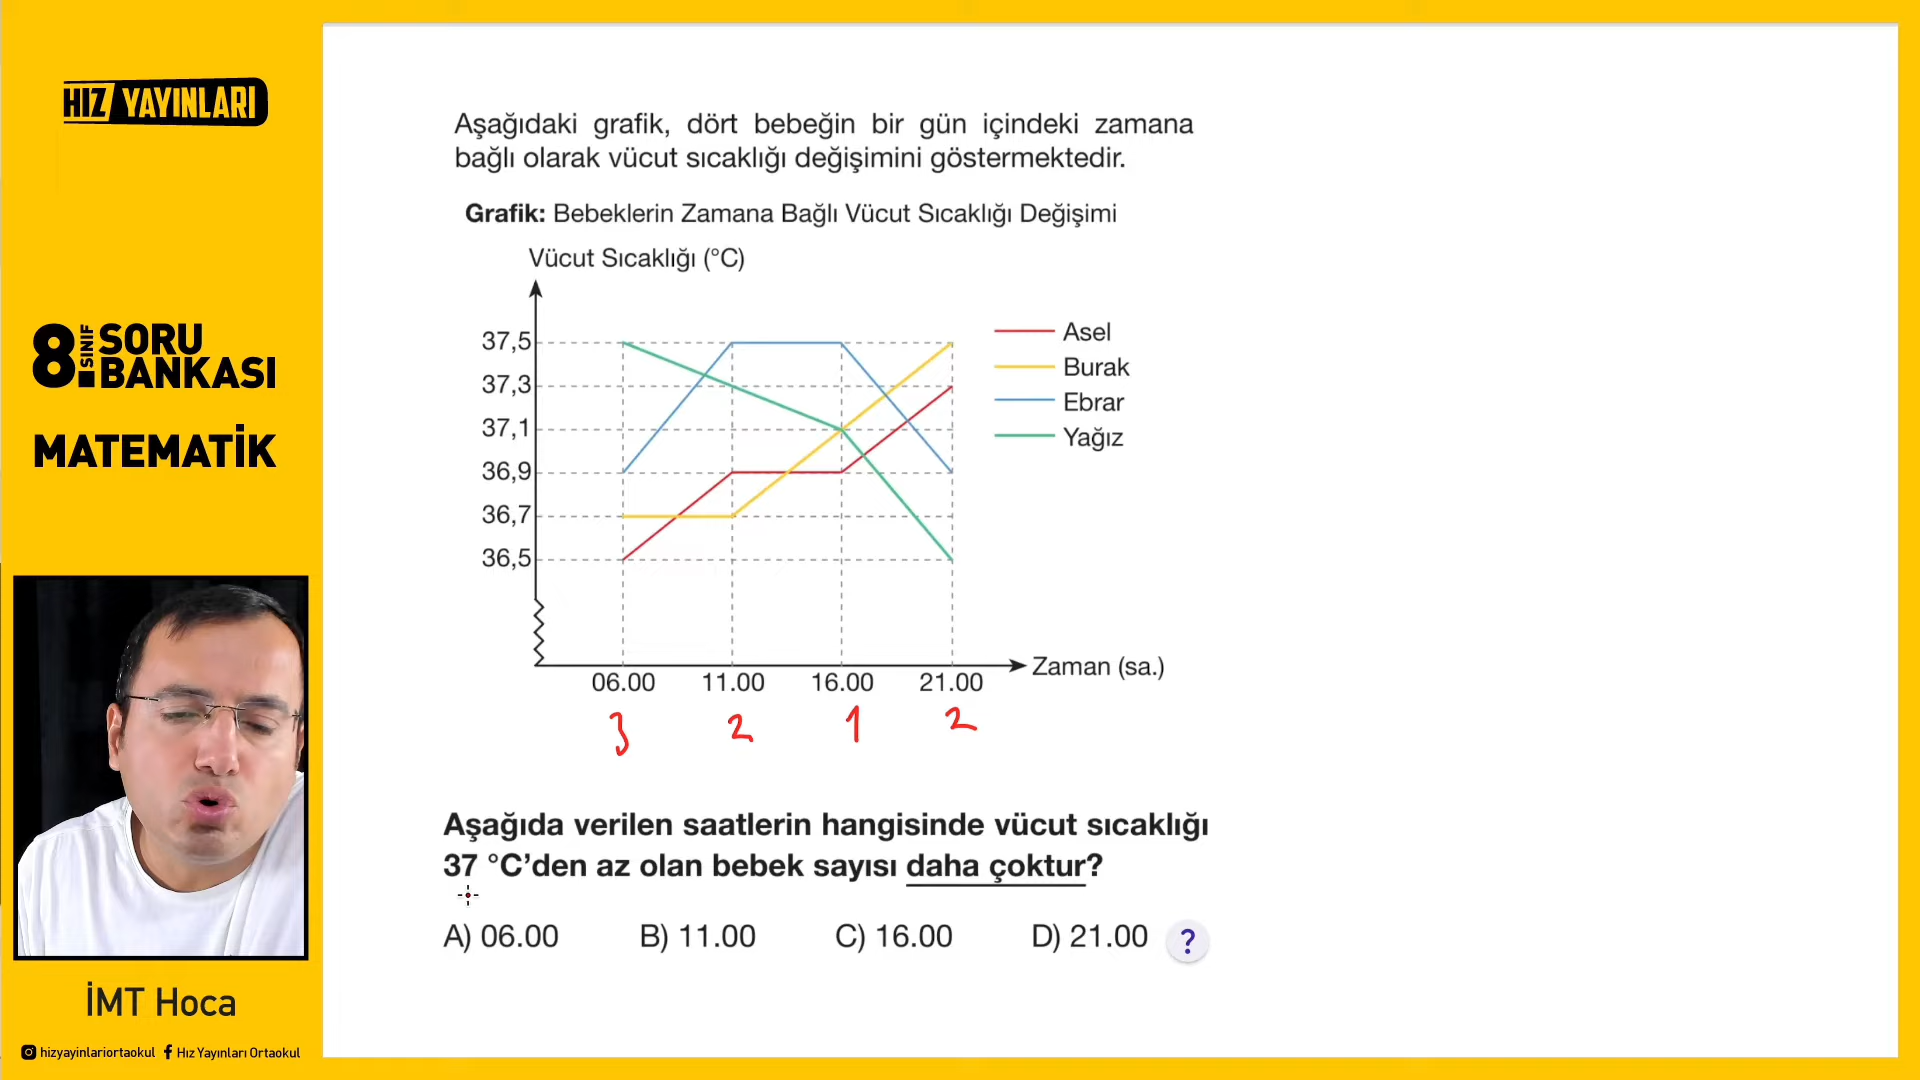 HIZ YAYINLARI
8. SINIF SORU BANKASI
MATEMATİK
İMT Hoca
hizyayinlariortaokul Hız Yayınları Ortaokul
Aşağıdaki grafik, dört bebeğin bir gün içindeki zamana
bağlı olarak vücut sıcaklığı değişimini göstermektedir.
Grafik: Bebeklerin Zamana Bağlı Vücut Sıcaklığı Değişimi
Vücut Sıcaklığı (°C)
37,5
37,3
37,1
36,9
36,7
36,5
Asel
Burak
Ebrar
Yağız
Zaman (sa.)
06.00 11.00 16.00 21.00
3 2 1 2
Aşağıda verilen saatlerin hangisinde vücut sıcaklığı
37 °C’den az olan bebek sayısı daha çoktur?
A) 06.00 B) 11.00 C) 16.00 D) 21.00 ?